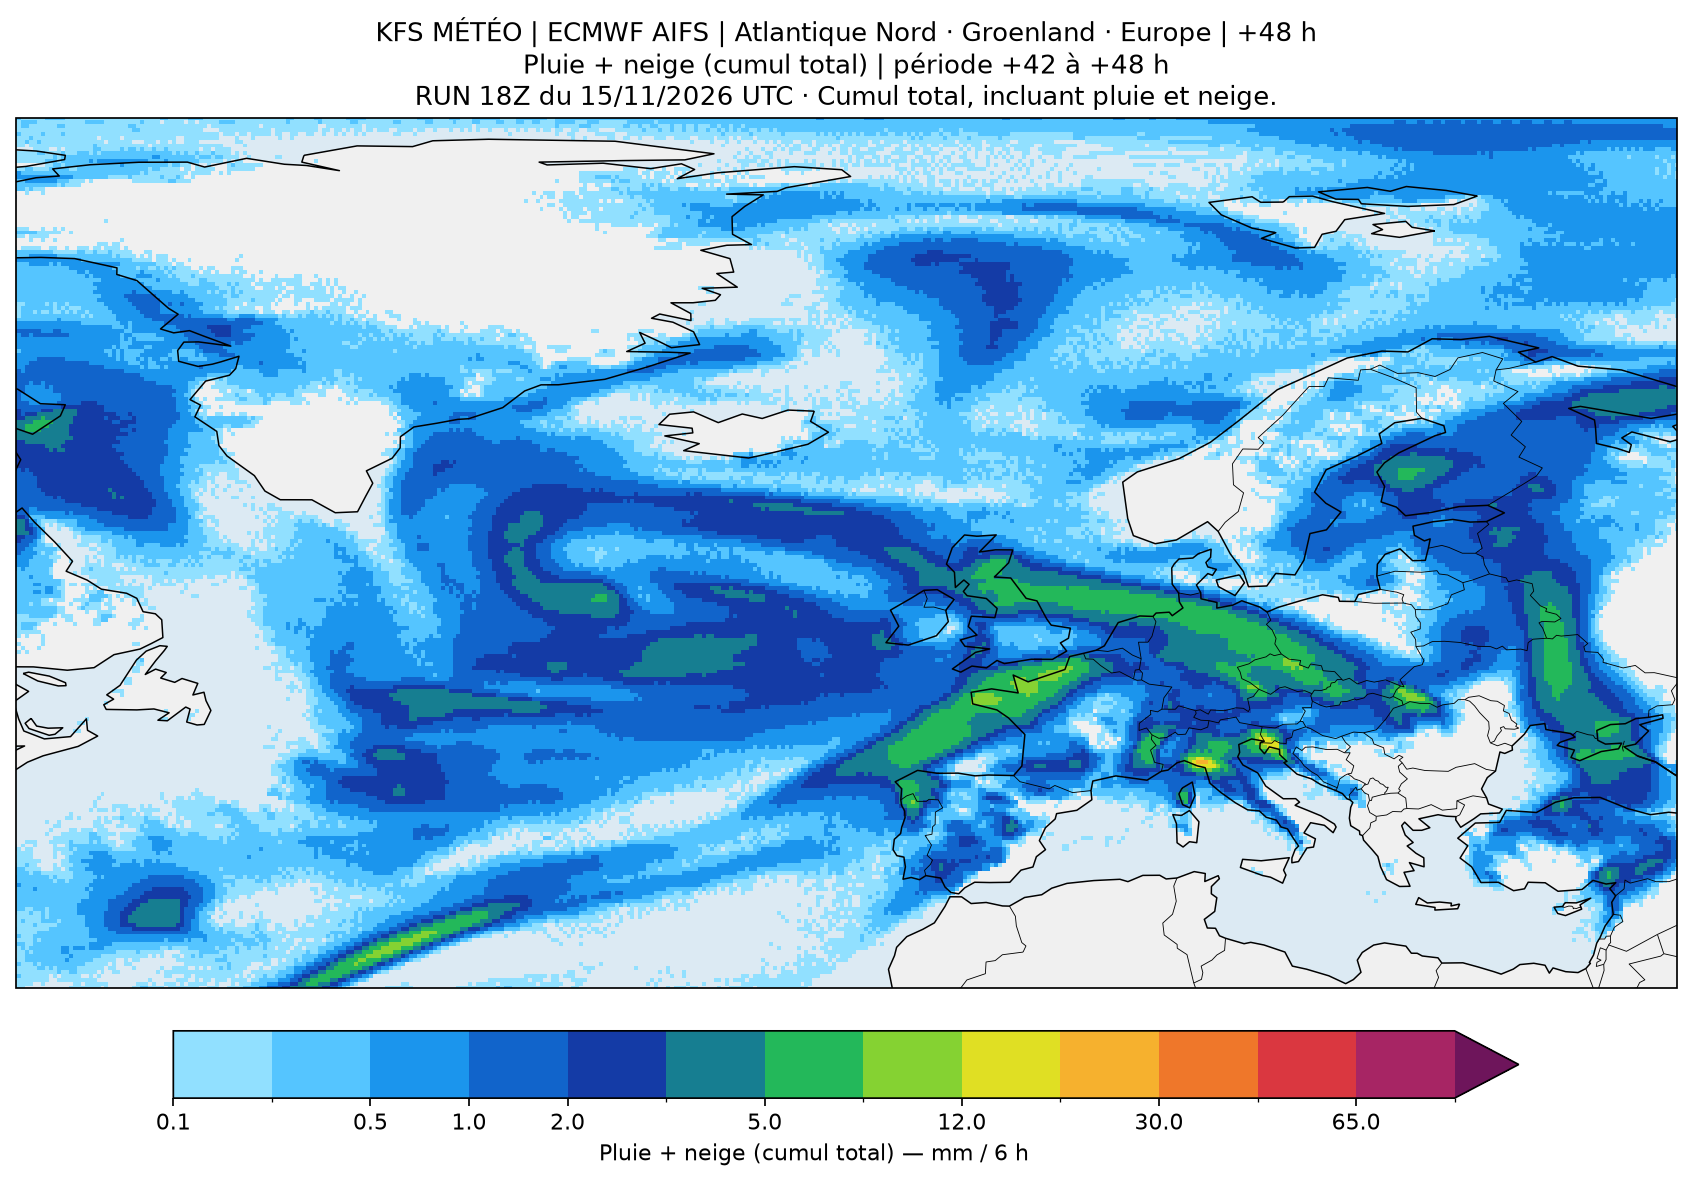 KFS MÉTÉO | ECMWF AIFS | Atlantique Nord · Groenland · Europe | +48 h
Pluie + neige (cumul total) | période +42 à +48 h
RUN 18Z du 15/11/2026 UTC · Cumul total, incluant pluie et neige.
0.1 0.5 1.0 2.0 5.0 12.0 30.0 65.0
Pluie + neige (cumul total) — mm / 6 h